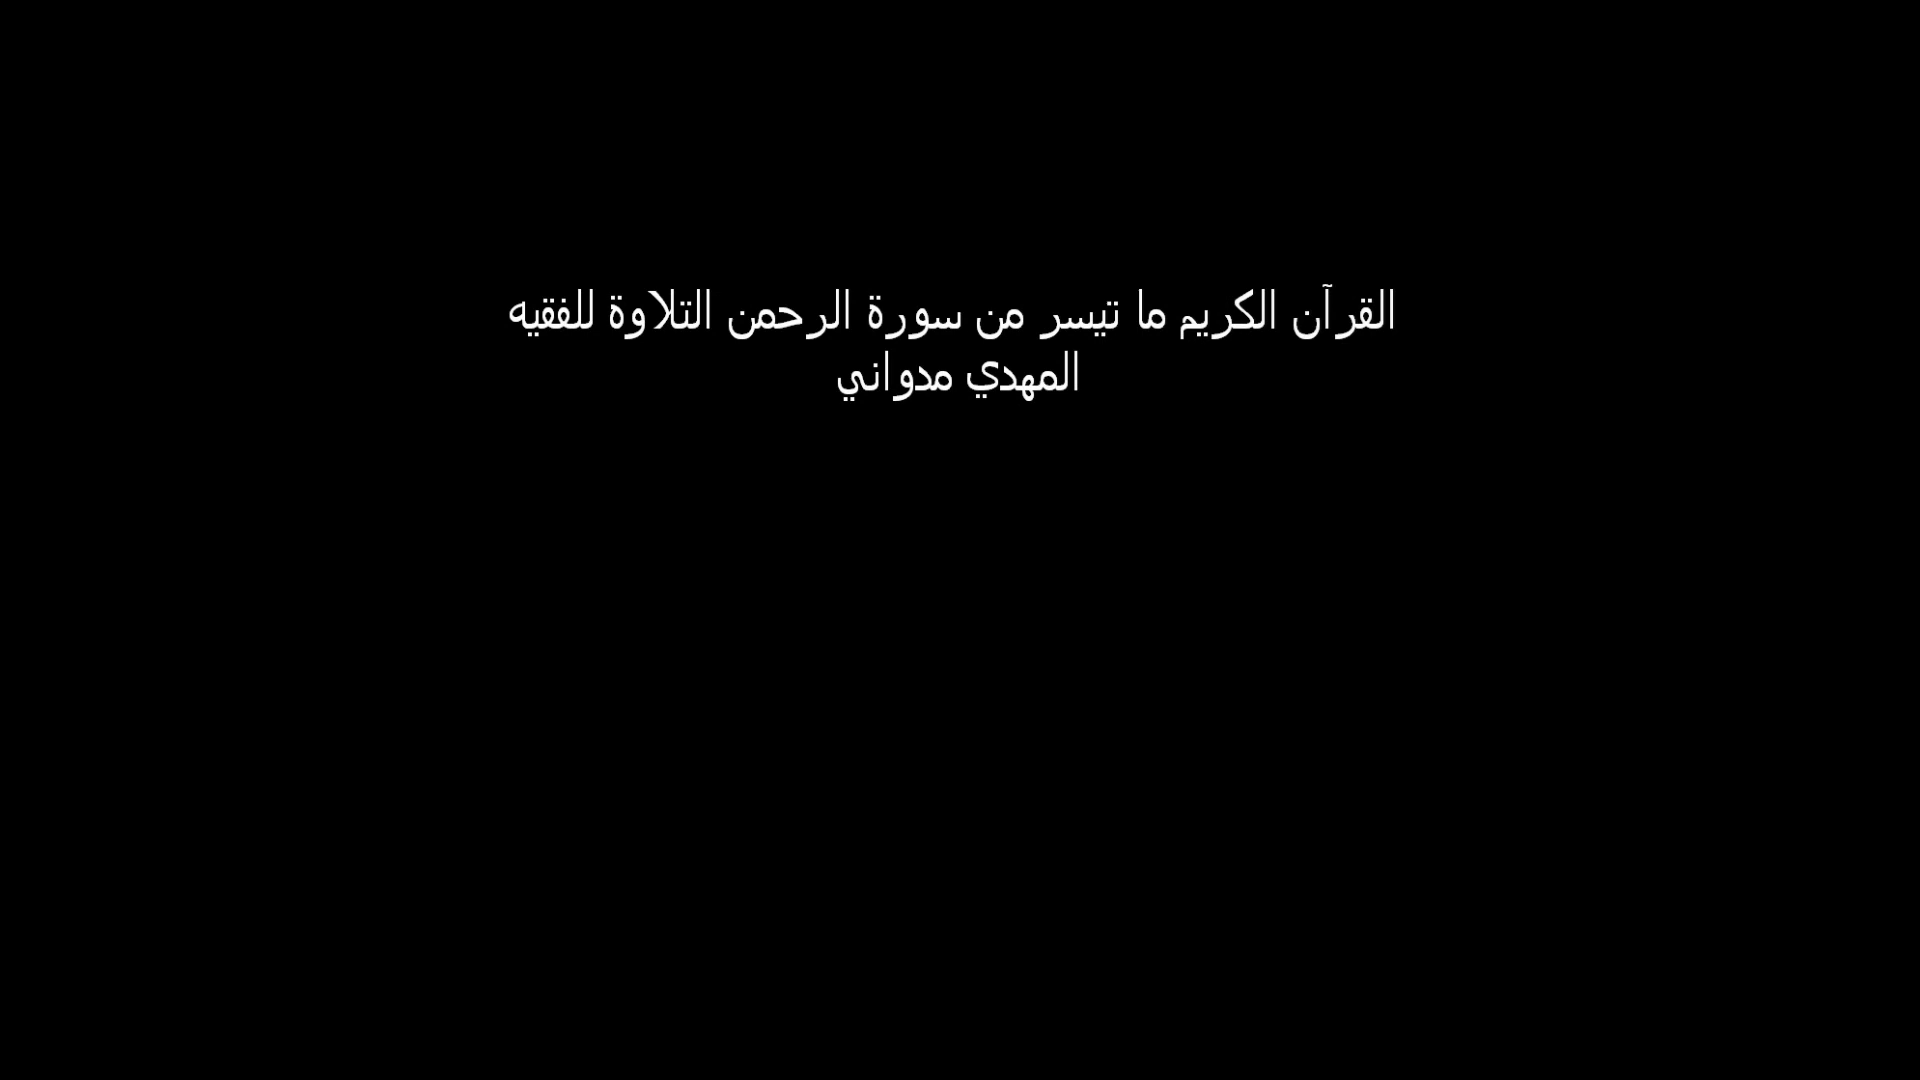 القرآن الكريم ما تيسر من سورة الرحمن التلاوة للفقيه
المهدي مدواني